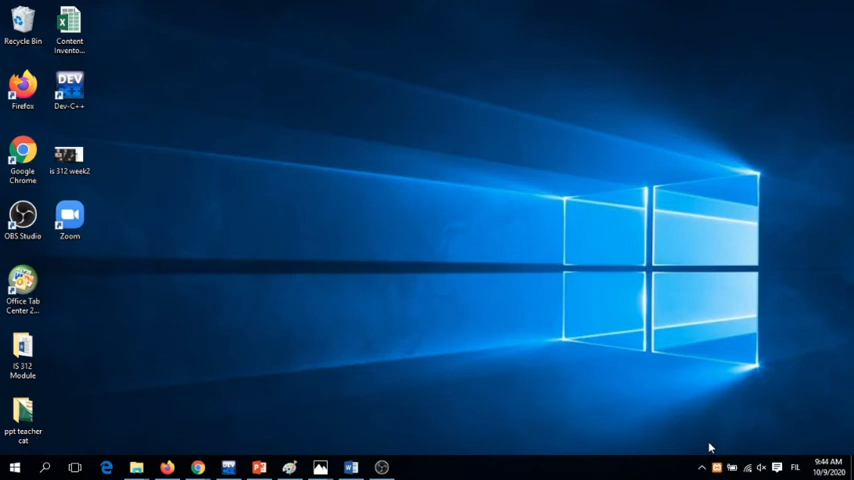 Recycle Bin
Content
Invento...
Firefox
DEV
Dev-C++
Google
Chrome
is 312 week2
OBS Studio
Zoom
Office Tab
Center 2...
IS 312
Module
ppt teacher
cat
FIL
9:44 AM
10/9/2020